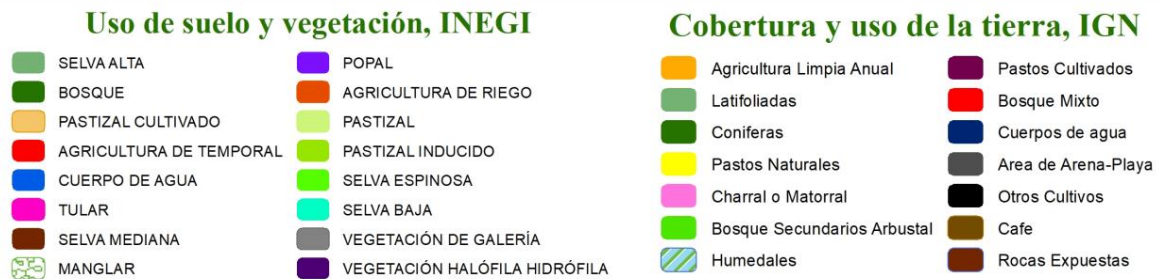 Uso de suelo y vegetación, INEGI
SELVA ALTA
BOSQUE
PASTIZAL CULTIVADO
AGRICULTURA DE TEMPORAL
CUERPO DE AGUA
TULAR
SELVA MEDIANA
MANGLAR
POPAL
AGRICULTURA DE RIEGO
PASTIZAL
PASTIZAL INDUCIDO
SELVA ESPINOSA
SELVA BAJA
VEGETACIÓN DE GALERÍA
VEGETACIÓN HALÓFILA HIDRÓFILA
Cobertura y uso de la tierra, IGN
Agricultura Limpia Anual
Latifoliadas
Coniferas
Pastos Naturales
Charral o Matorral
Bosque Secundarios Arbustal
Humedales
Pastos Cultivados
Bosque Mixto
Cuerpos de agua
Area de Arena-Playa
Otros Cultivos
Cafe
Rocas Expuestas